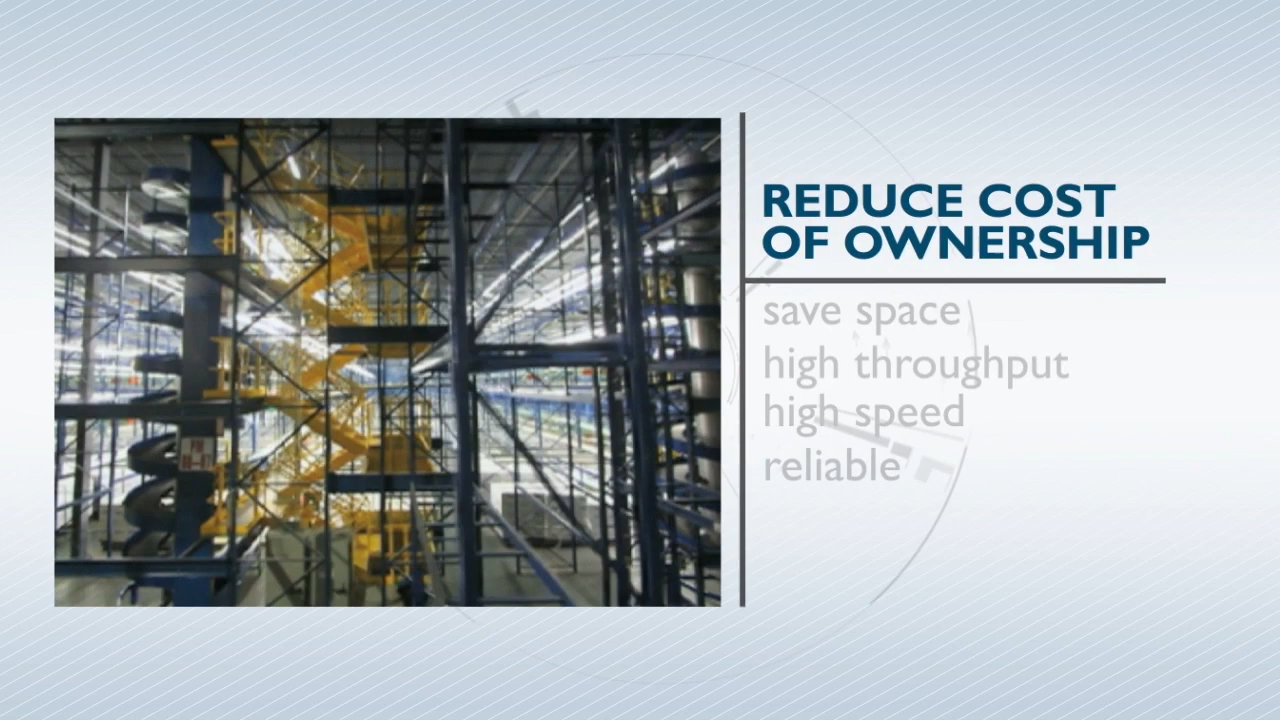 REDUCE COST
OF OWNERSHIP
save space
high throughput
high speed
reliable